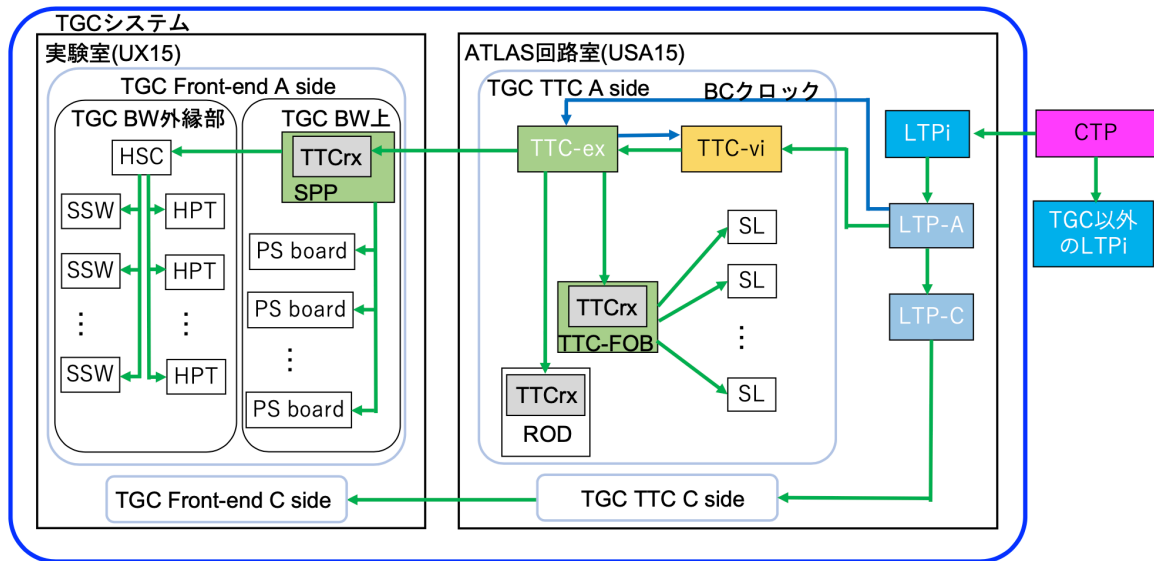 TGCシステム
実験室(UX15)
TGC Front-end A side
TGC BW外縁部
HSC
SSW
HPT
SSW
HPT
⋮
⋮
SSW
HPT
TGC BW上
TTCrx
SPP
PS board
PS board
⋮
PS board
TGC Front-end C side
ATLAS回路室(USA15)
TGC TTC A side
BCクロック
TTC-ex
TTC-vi
SL
SL
⋮
SL
TTCrx
TTC-FOB
TTCrx
ROD
TGC TTC C side
LTPi
LTP-A
LTP-C
CTP
TGC以外
のLTPi